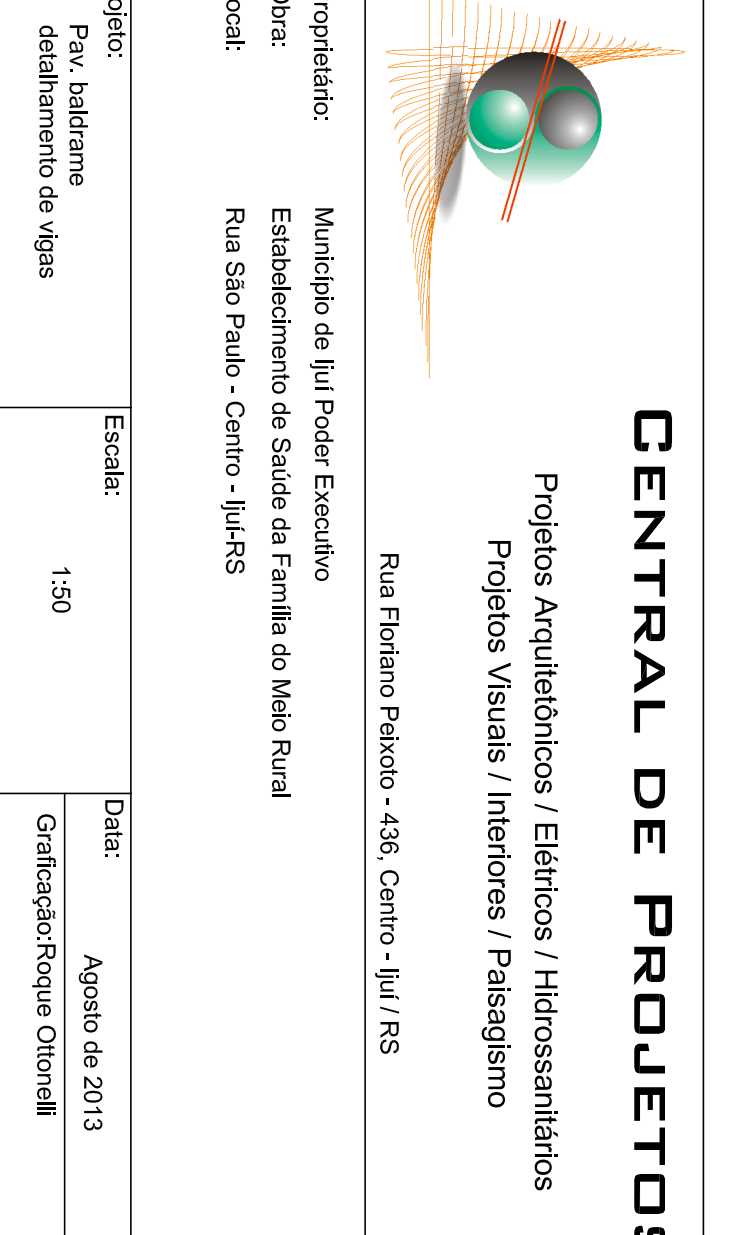 CENTRAL DE PROJETOS
Projetos Arquitetônicos / Elétricos / Hidrossanitários
Projetos Visuais / Interiores / Paisagismo
Rua Floriano Peixoto - 436, Centro - Ijuí / RS
roprietário: Município de Ijuí Poder Executivo
Obra: Estabelecimento de Saúde da Família do Meio Rural
ocal: Rua São Paulo - Centro - Ijuí-RS
ojeto:
Pav. baldrame
detalhamento de vigas
Escala:
1:50
Data:
Agosto de 2013
Graficação:Roque Ottonelli